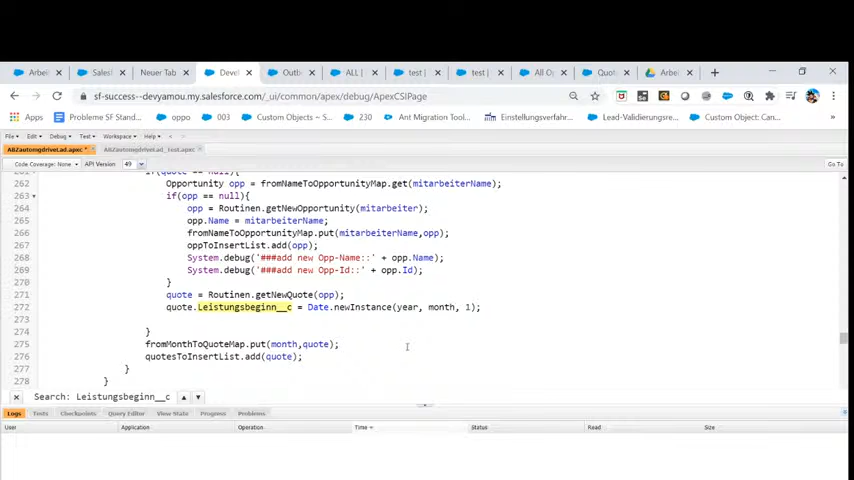 Arbei
Salesf
Neuer Tab
Devel
Outbo
ALL |
test |
test |
All Op
Quot
Arbei
sf-success--devyamou.my.salesforce.com/_ui/common/apex/debug/ApexCSIPage
Apps
Probleme SF Stand...
oppo
003
Custom Objects ~ S...
230
Ant Migration Tool...
Einstellungsverfahr...
Lead-Validierungsre...
Custom Object: Can...
File
Edit
Debug
Test
Workspace
Help
< >
Code Coverage: None
API Version
49
Go To
262 Opportunity opp = fromNameToOpportunityMap.get(mitarbeiterName);
263 if(opp == null){
264 opp = Routinen.getNewOpportunity(mitarbeiter);
265 opp.Name = mitarbeiterName;
266 fromNameToOpportunityMap.put(mitarbeiterName,opp);
267 oppToInsertList.add(opp);
268 System.debug('###add new Opp-Name::' + opp.Name);
269 System.debug('###add new Opp-Id::' + opp.Id);
270 }
271 quote = Routinen.getNewQuote(opp);
272 quote.Leistungsbeginn__c = Date.newInstance(year, month, 1);
273
274 }
275 fromMonthToQuoteMap.put(month,quote);
276 quotesToInsertList.add(quote);
277 }
278 }
Search: Leistungsbeginn__c
Logs
Tests
Checkpoints
Query Editor
View State
Progress
Problems
User
Application
Operation
Time
Status
Read
Size